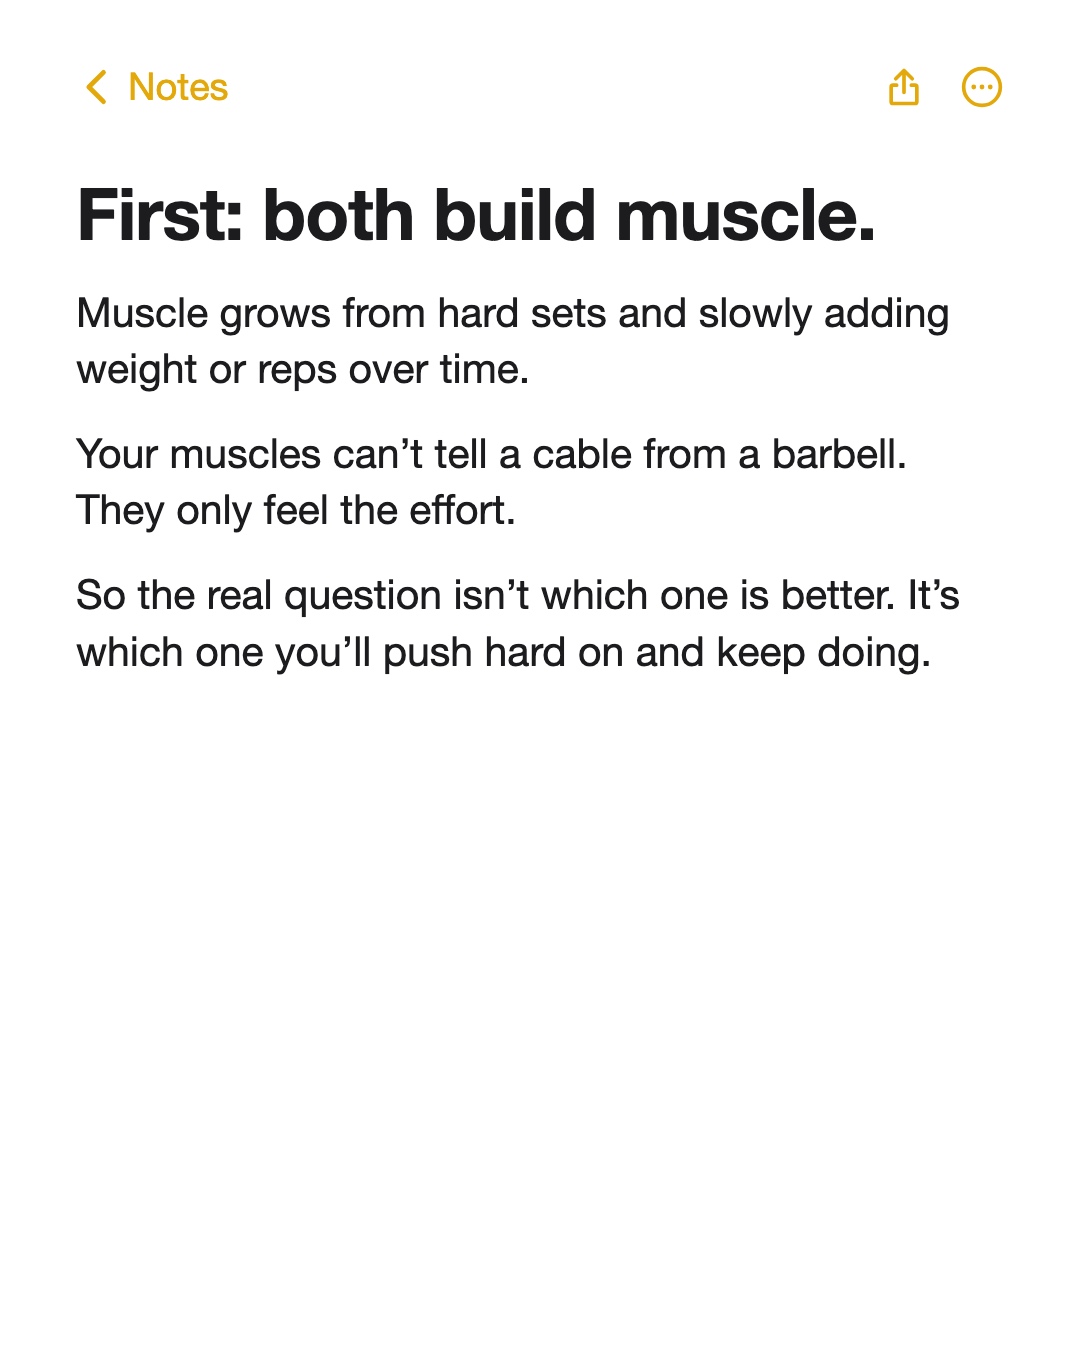 Notes
First: both build muscle.
Muscle grows from hard sets and slowly adding
weight or reps over time.
Your muscles can’t tell a cable from a barbell.
They only feel the effort.
So the real question isn’t which one is better. It’s
which one you’ll push hard on and keep doing.